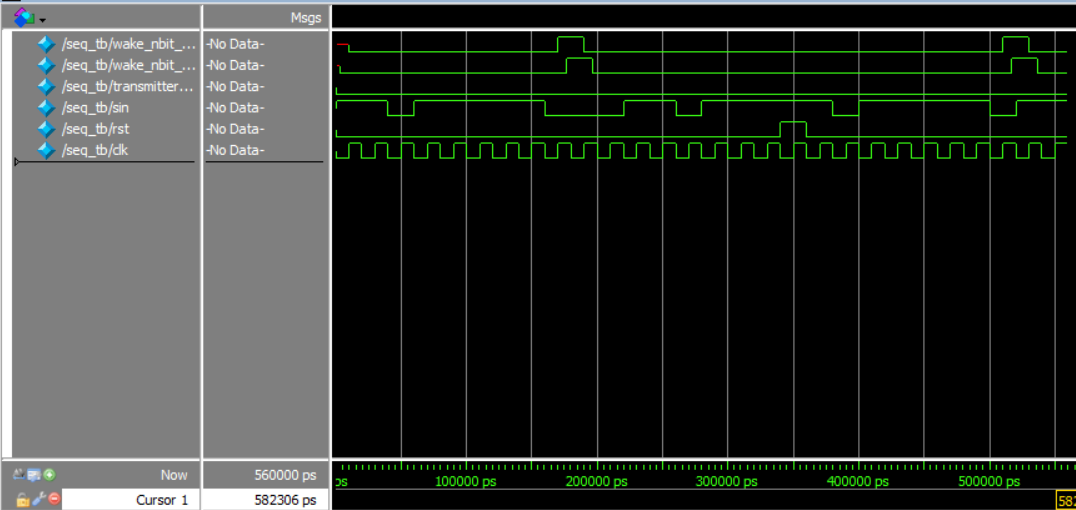 Msgs
/seq_tb/wake_nbit_... -No Data-
/seq_tb/wake_nbit_... -No Data-
/seq_tb/transmitter... -No Data-
/seq_tb/sin -No Data-
/seq_tb/rst -No Data-
/seq_tb/clk -No Data-
Now 560000 ps ps 100000 ps 200000 ps 300000 ps 400000 ps 500000 ps
Cursor 1 582306 ps 582